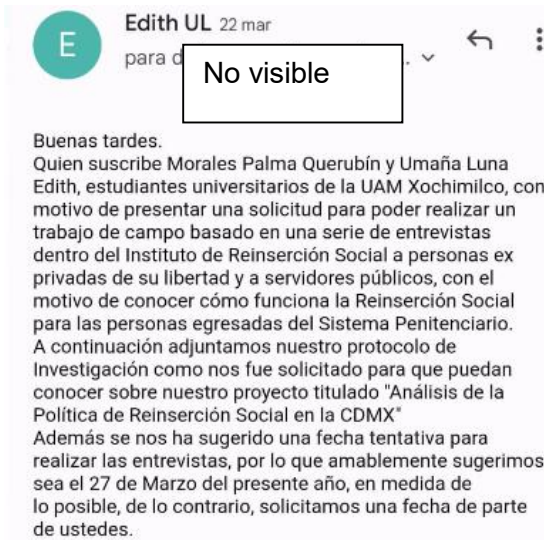 E
Edith UL 22 mar
para d
No visible
Buenas tardes.
Quien suscribe Morales Palma Querubín y Umaña Luna
Edith, estudiantes universitarios de la UAM Xochimilco, con
motivo de presentar una solicitud para poder realizar un
trabajo de campo basado en una serie de entrevistas
dentro del Instituto de Reinserción Social a personas ex
privadas de su libertad y a servidores públicos, con el
motivo de conocer cómo funciona la Reinserción Social
para las personas egresadas del Sistema Penitenciario.
A continuación adjuntamos nuestro protocolo de
Investigación como nos fue solicitado para que puedan
conocer sobre nuestro proyecto titulado "Análisis de la
Política de Reinserción Social en la CDMX"
Además se nos ha sugerido una fecha tentativa para
realizar las entrevistas, por lo que amablemente sugerimos
sea el 27 de Marzo del presente año, en medida de
lo posible, de lo contrario, solicitamos una fecha de parte
de ustedes.